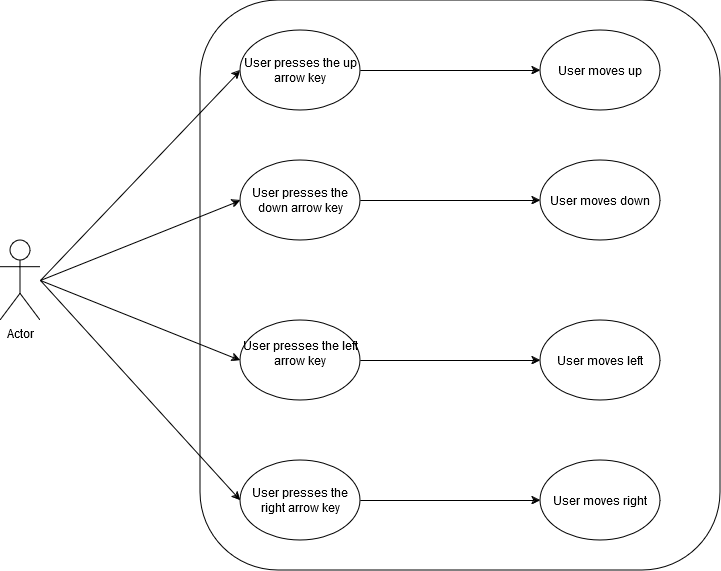 User presses the up
arrow key
User moves up
User presses the
down arrow key
User moves down
Actor
User presses the left
arrow key
User moves left
User presses the
right arrow key
User moves right